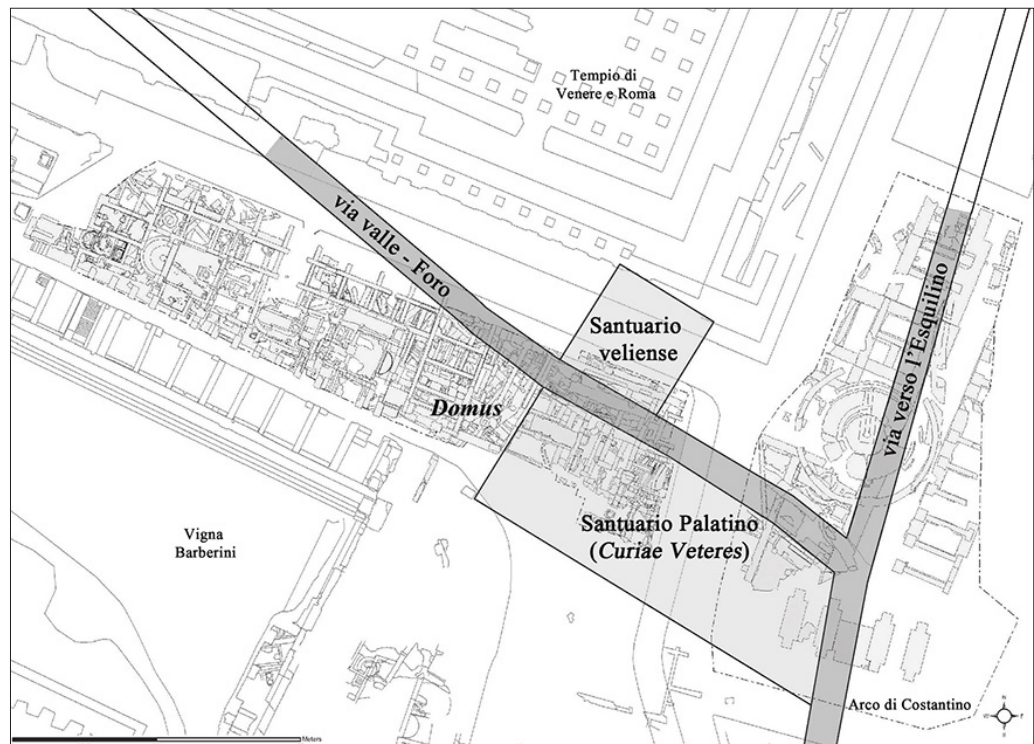 Tempio di
Venere e Roma
via valle - Foro
via verso l'Esquilino
Santuario
veliense
Domus
Santuario Palatino
(Curiae Veteres)
Vigna
Barberini
Arco di Costantino
Meters
N
W
E
S